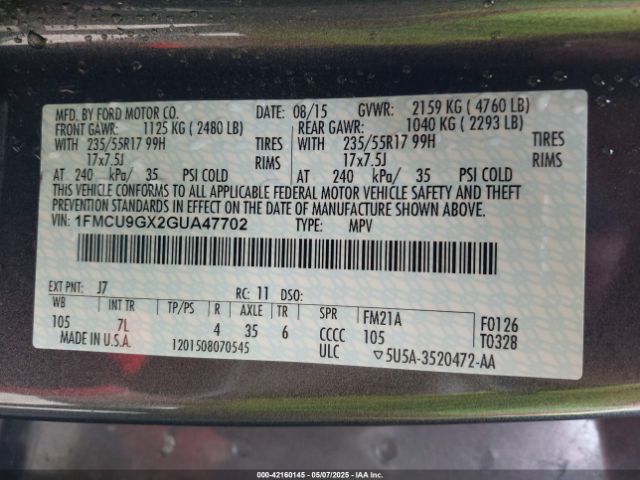 MFD. BY FORD MOTOR CO. DATE: 08/15 GVWR: 2159 KG ( 4760 LB)
FRONT GAWR: 1125 KG ( 2480 LB) REAR GAWR: 1040 KG ( 2293 LB)
WITH 235/55R17 99H TIRES WITH 235/55R17 99H TIRES
17x7.5J RIMS 17x7.5J RIMS
AT 240 kPa/ 35 PSI COLD AT 240 kPa/ 35 PSI COLD
THIS VEHICLE CONFORMS TO ALL APPLICABLE FEDERAL MOTOR VEHICLE SAFETY AND THEFT
PREVENTION STANDARDS IN EFFECT ON THE DATE OF MANUFACTURE SHOWN ABOVE.
VIN: 1FMCU9GX2GUA47702 TYPE: MPV
EXT PNT: J7 RC: 11 DSO:
WB INT TR TP/PS R AXLE TR SPR FM21A F0126
105 7L 4 35 6 CCCC 105 T0328
MADE IN U.S.A. 1201508070545 ULC ▽5U5A-3520472-AA
000-42160145 - 05/07/2025 - IAAI.com